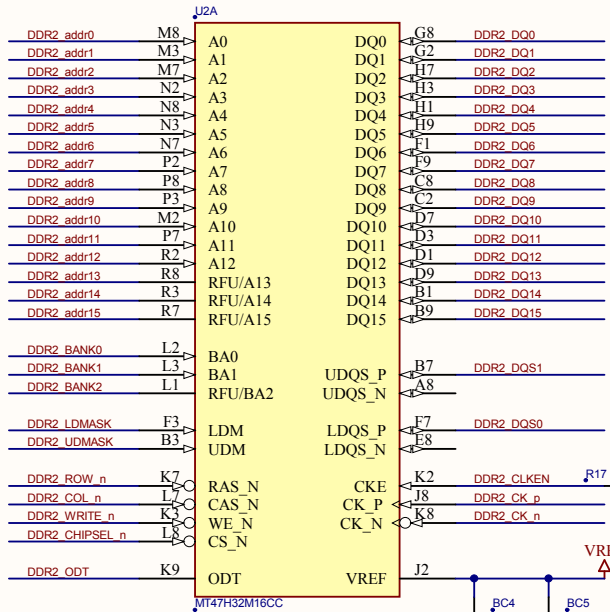 U2A
DDR2_addr0 M8 A0 DQ0 G8 DDR2_DQ0
DDR2_addr1 M3 A1 DQ1 G2 DDR2_DQ1
DDR2_addr2 M7 A2 DQ2 H7 DDR2_DQ2
DDR2_addr3 N2 A3 DQ3 H3 DDR2_DQ3
DDR2_addr4 N8 A4 DQ4 H1 DDR2_DQ4
DDR2_addr5 N3 A5 DQ5 H9 DDR2_DQ5
DDR2_addr6 N7 A6 DQ6 F1 DDR2_DQ6
DDR2_addr7 P2 A7 DQ7 F9 DDR2_DQ7
DDR2_addr8 P8 A8 DQ8 C8 DDR2_DQ8
DDR2_addr9 P3 A9 DQ9 C2 DDR2_DQ9
DDR2_addr10 M2 A10 DQ10 D7 DDR2_DQ10
DDR2_addr11 P7 A11 DQ11 D3 DDR2_DQ11
DDR2_addr12 R2 A12 DQ12 D1 DDR2_DQ12
DDR2_addr13 R8 RFU/A13 DQ13 D9 DDR2_DQ13
DDR2_addr14 R3 RFU/A14 DQ14 B1 DDR2_DQ14
DDR2_addr15 R7 RFU/A15 DQ15 B9 DDR2_DQ15
DDR2_BANK0 L2 BA0
DDR2_BANK1 L3 BA1 UDQS_P B7 DDR2_DQS1
DDR2_BANK2 L1 RFU/BA2 UDQS_N A8
DDR2_LDMASK F3 LDM LDQS_P F7 DDR2_DQS0
DDR2_UDMASK B3 UDM LDQS_N E8
DDR2_ROW_n K7 RAS_N CKE K2 DDR2_CLKEN R17
DDR2_COL_n L7 CAS_N CK_P J8 DDR2_CK_p
DDR2_WRITE_n K3 WE_N CK_N K8 DDR2_CK_n
DDR2_CHIPSEL_n L8 CS_N
VRE
DDR2_ODT K9 ODT VREF J2
MT47H32M16CC BC4 BC5